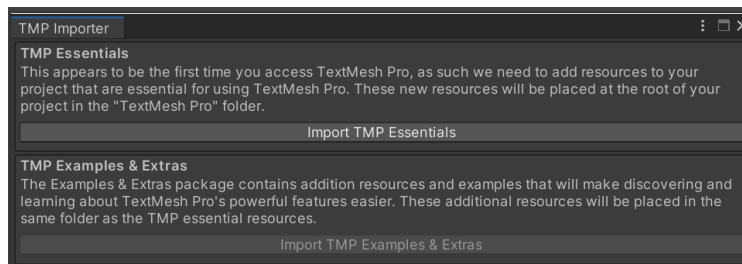 TMP Importer
TMP Essentials
This appears to be the first time you access TextMesh Pro, as such we need to add resources to your
project that are essential for using TextMesh Pro. These new resources will be placed at the root of your
project in the "TextMesh Pro" folder.
Import TMP Essentials
TMP Examples & Extras
The Examples & Extras package contains addition resources and examples that will make discovering and
learning about TextMesh Pro's powerful features easier. These additional resources will be placed in the
same folder as the TMP essential resources.
Import TMP Examples & Extras